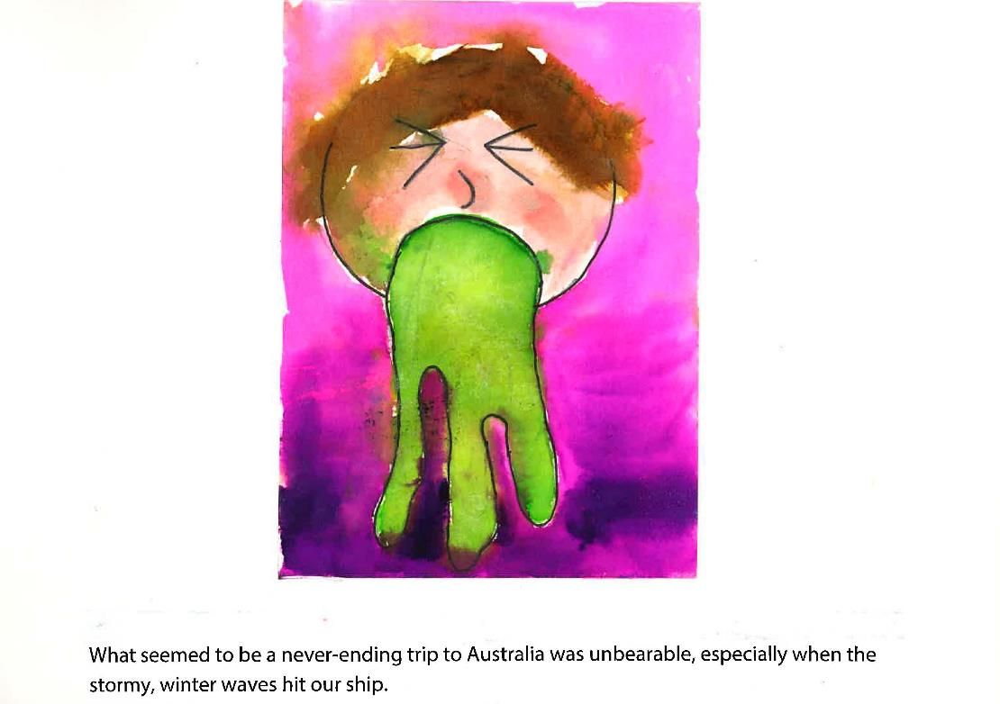 What seemed to be a never-ending trip to Australia was unbearable, especially when the
stormy, winter waves hit our ship.